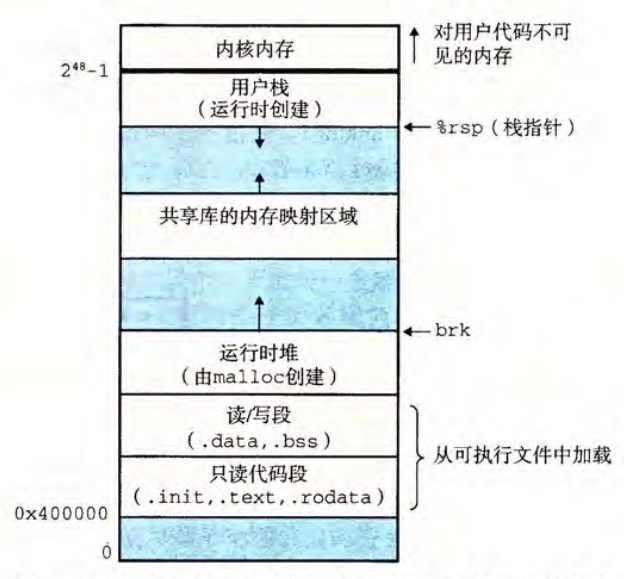 内核内存
对用户代码不可
见的内存
2⁴⁸-1
用户栈
(运行时创建)
%rsp(栈指针)
共享库的内存映射区域
brk
运行时堆
(由malloc创建)
读/写段
(.data,.bss)
从可执行文件中加载
只读代码段
(.init,.text,.rodata)
0x400000
0